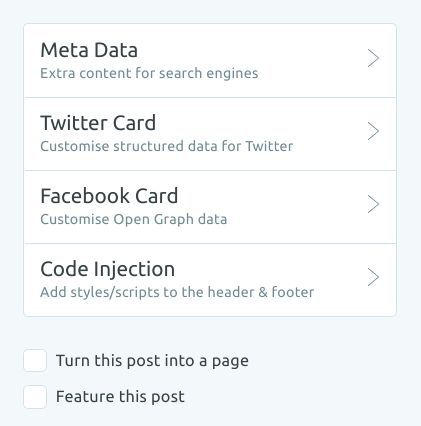 Meta Data
Extra content for search engines
Twitter Card
Customise structured data for Twitter
Facebook Card
Customise Open Graph data
Code Injection
Add styles/scripts to the header & footer
Turn this post into a page
Feature this post